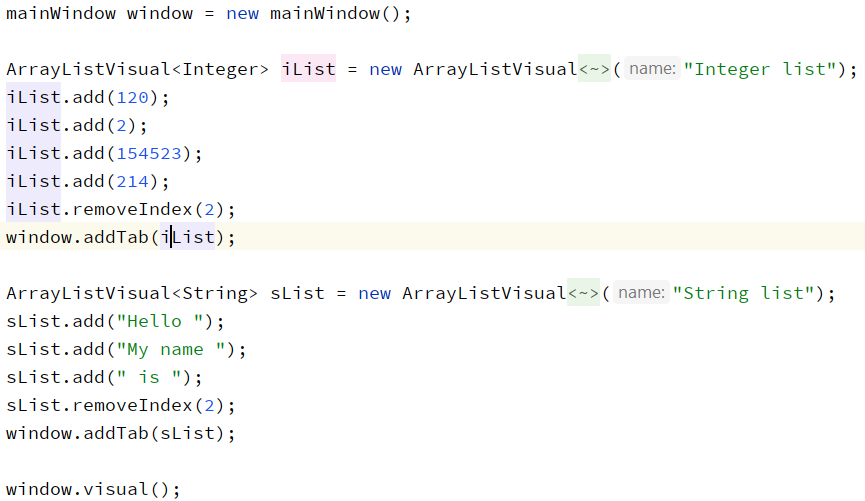 mainWindow window = new mainWindow();
ArrayListVisual<Integer> iList = new ArrayListVisual<~>( name: "Integer list");
iList.add(120);
iList.add(2);
iList.add(154523);
iList.add(214);
iList.removeIndex(2);
window.addTab(iList);
ArrayListVisual<String> sList = new ArrayListVisual<~>( name: "String list");
sList.add("Hello ");
sList.add("My name ");
sList.add(" is ");
sList.removeIndex(2);
window.addTab(sList);
window.visual();